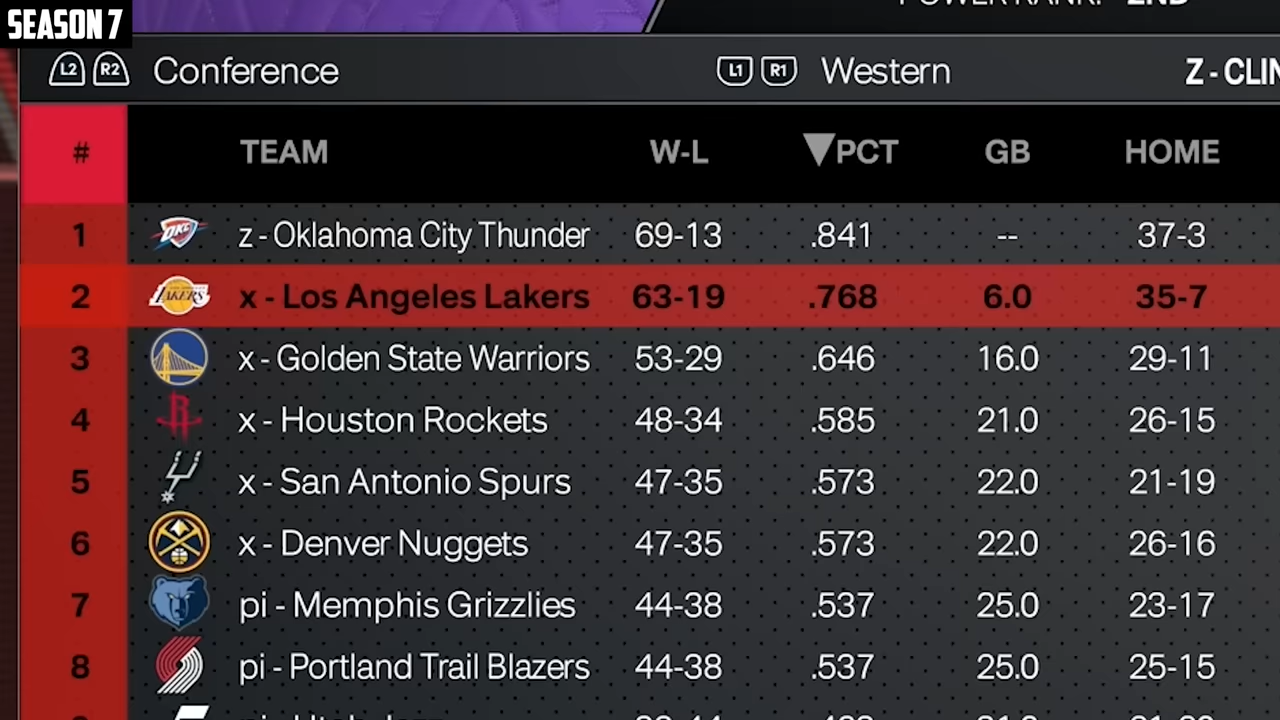 SEASON 7
2ND
L2 R2 Conference L1 R1 Western Z - CLIN
# TEAM W-L ▼PCT GB HOME
1 OKC z - Oklahoma City Thunder 69-13 .841 -- 37-3
2 LAKERS x - Los Angeles Lakers 63-19 .768 6.0 35-7
3 x - Golden State Warriors 53-29 .646 16.0 29-11
4 x - Houston Rockets 48-34 .585 21.0 26-15
5 x - San Antonio Spurs 47-35 .573 22.0 21-19
6 x - Denver Nuggets 47-35 .573 22.0 26-16
7 pi - Memphis Grizzlies 44-38 .537 25.0 23-17
8 pi - Portland Trail Blazers 44-38 .537 25.0 25-15